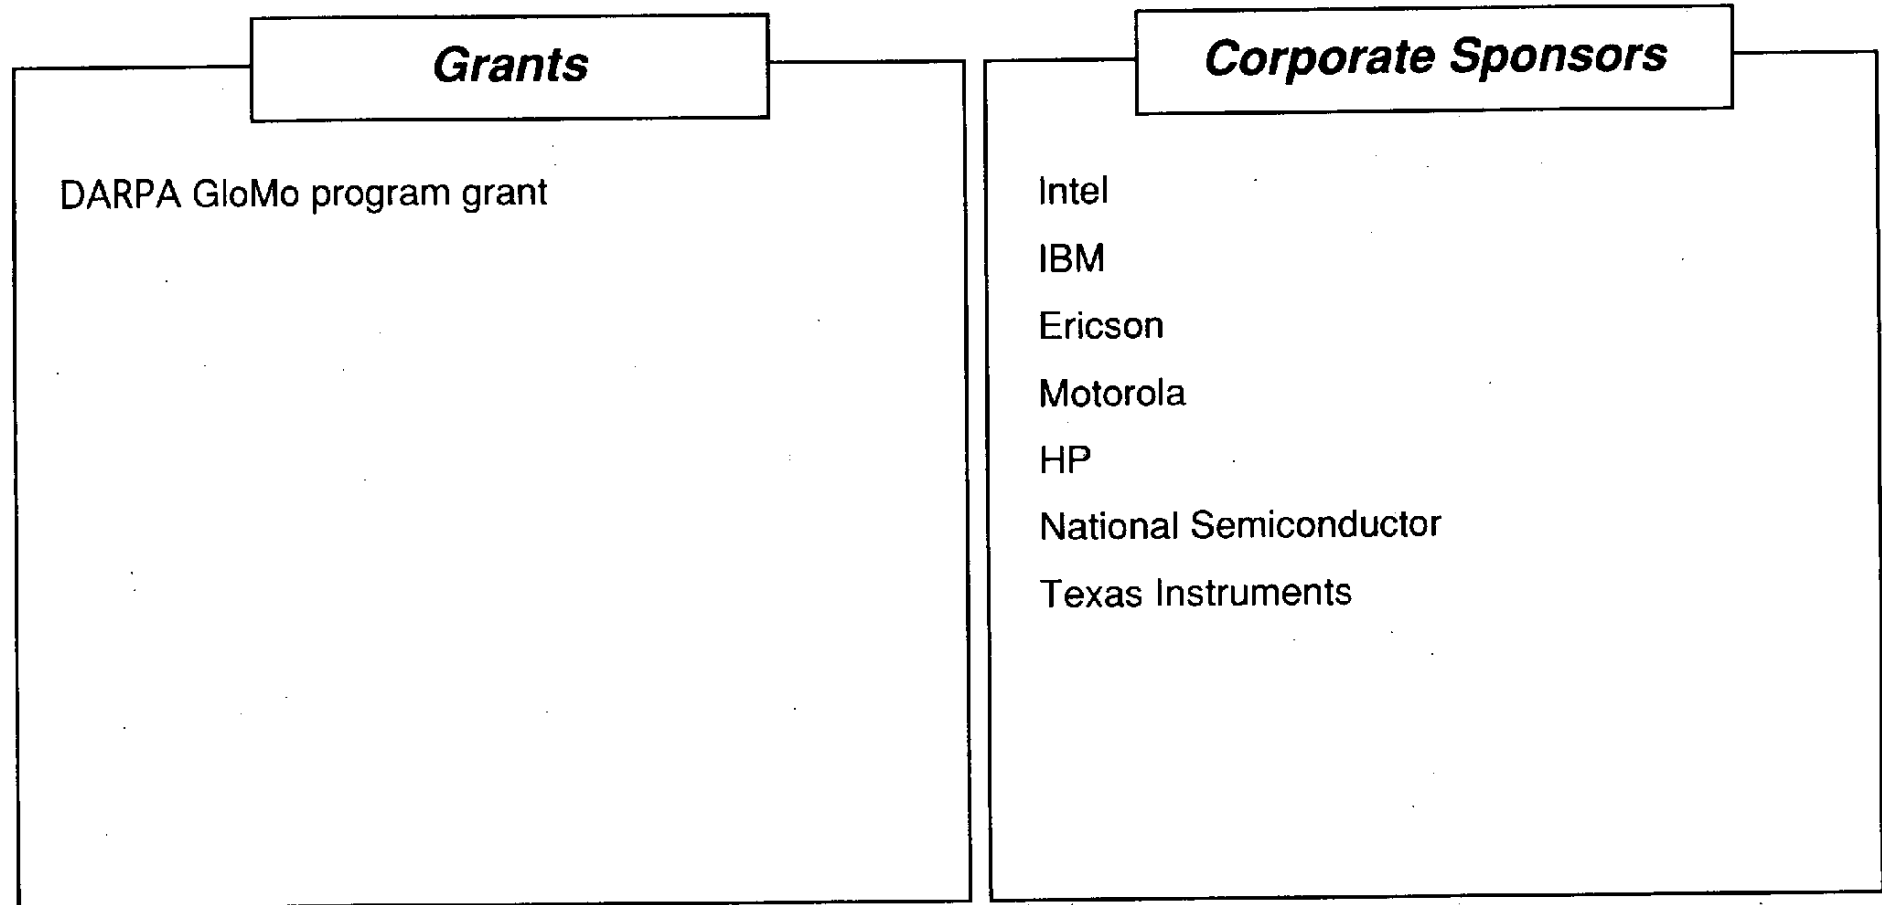 Grants
DARPA GloMo program grant
Corporate Sponsors
Intel
IBM
Ericson
Motorola
HP
National Semiconductor
Texas Instruments